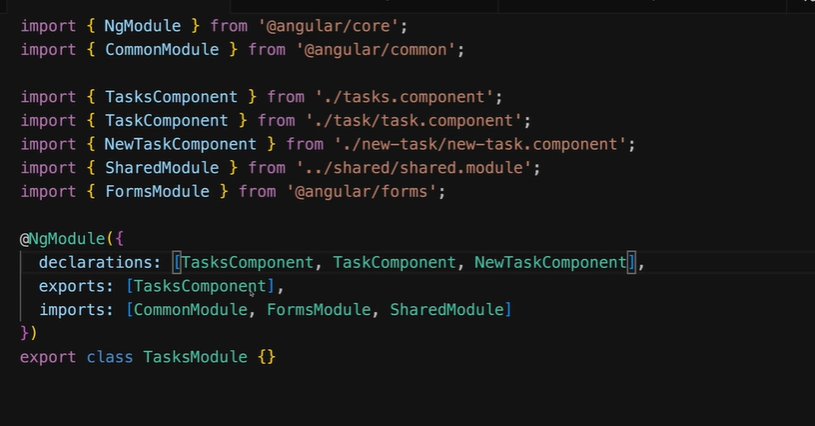 import { NgModule } from '@angular/core';
import { CommonModule } from '@angular/common';
import { TasksComponent } from './tasks.component';
import { TaskComponent } from './task/task.component';
import { NewTaskComponent } from './new-task/new-task.component';
import { SharedModule } from '../shared/shared.module';
import { FormsModule } from '@angular/forms';
@NgModule({
declarations: [TasksComponent, TaskComponent, NewTaskComponent],
exports: [TasksComponent],
imports: [CommonModule, FormsModule, SharedModule]
})
export class TasksModule {}